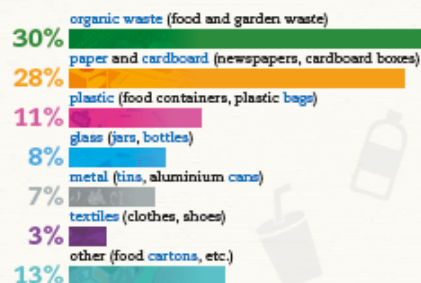 organic waste (food and garden waste)
30%
paper and cardboard (newspapers, cardboard boxes)
28%
plastic (food containers, plastic bags)
11%
glass (jars, bottles)
8%
metal (tins, aluminium cans)
7%
textiles (clothes, shoes)
3%
other (food cartons, etc.)
13%